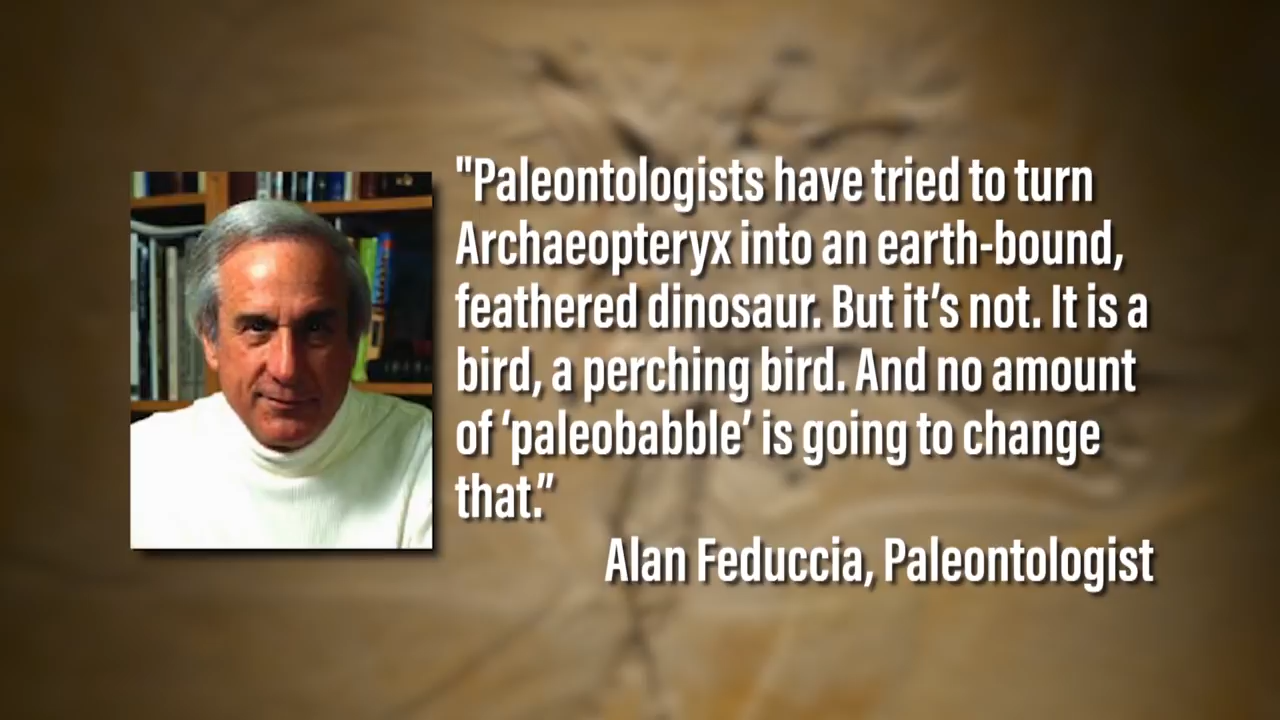 "Paleontologists have tried to turn
Archaeopteryx into an earth-bound,
feathered dinosaur. But it’s not. It is a
bird, a perching bird. And no amount
of ‘paleobabble’ is going to change
that.”
Alan Feduccia, Paleontologist